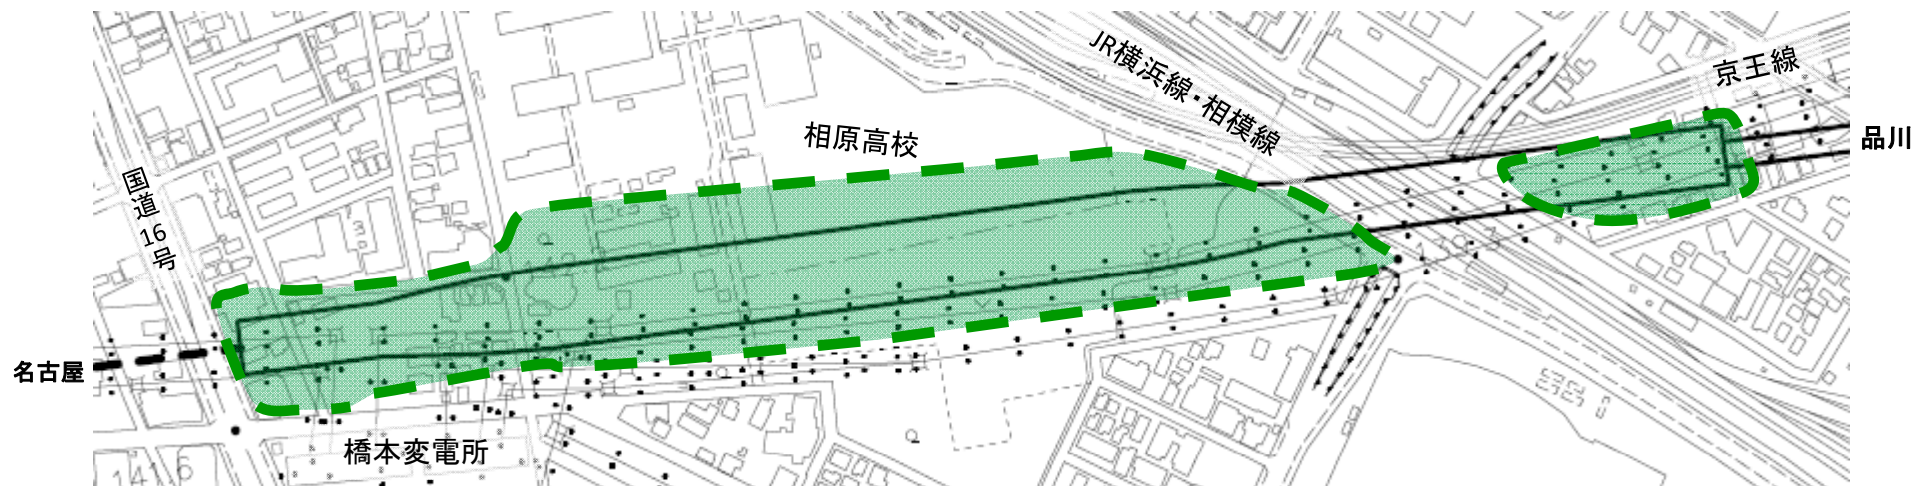 京王線
JR横浜線・相模線
相原高校
品川
国道16号
名古屋
橋本変電所